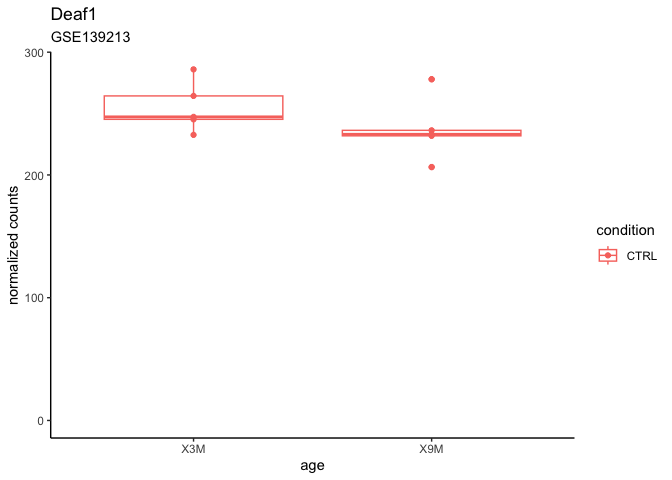 Deaf1
GSE139213
300
200
100
0
normalized counts
X3M
X9M
age
condition
CTRL